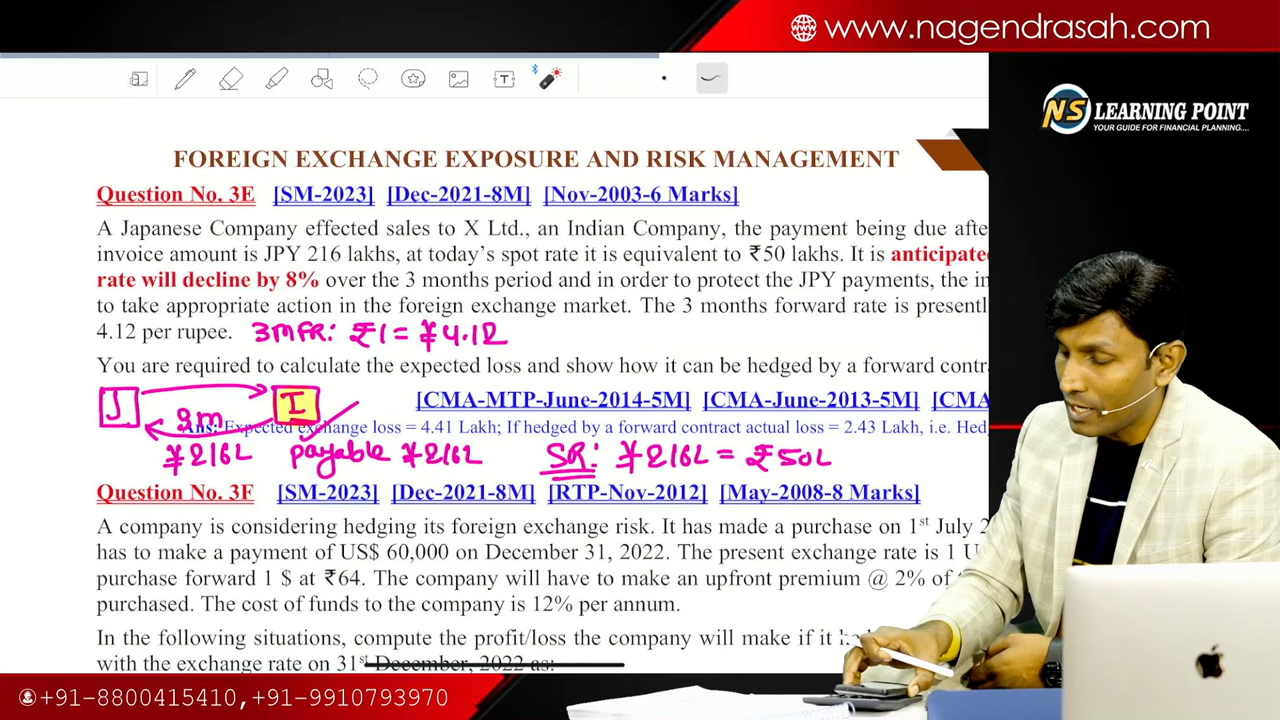 www.nagendrasah.com
NS LEARNING POINT
YOUR GUIDE FOR FINANCIAL PLANNING....
T
FOREIGN EXCHANGE EXPOSURE AND RISK MANAGEMENT
Question No. 3E [SM-2023] [Dec-2021-8M] [Nov-2003-6 Marks]
A Japanese Company effected sales to X Ltd., an Indian Company, the payment being due afte
invoice amount is JPY 216 lakhs, at today's spot rate it is equivalent to ₹50 lakhs. It is anticipated
rate will decline by 8% over the 3 months period and in order to protect the JPY payments, the in
to take appropriate action in the foreign exchange market. The 3 months forward rate is presentl
4.12 per rupee. 3MFR: ₹1 = ¥4.12
You are required to calculate the expected loss and show how it can be hedged by a forward contra
J I [CMA-MTP-June-2014-5M] [CMA-June-2013-5M] [CMA
3m
Ans: Expected exchange loss = 4.41 Lakh; If hedged by a forward contract actual loss = 2.43 Lakh, i.e. Hed
¥216L payable ¥216L SR: ¥216L = ₹50L
Question No. 3F [SM-2023] [Dec-2021-8M] [RTP-Nov-2012] [May-2008-8 Marks]
A company is considering hedging its foreign exchange risk. It has made a purchase on 1st July 2
has to make a payment of US$ 60,000 on December 31, 2022. The present exchange rate is 1 U
purchase forward 1 $ at ₹64. The company will have to make an upfront premium @ 2% of
purchased. The cost of funds to the company is 12% per annum.
In the following situations, compute the profit/loss the company will make if it he
with the exchange rate on 31st December, 2022 as:
+91-8800415410,+91-9910793970